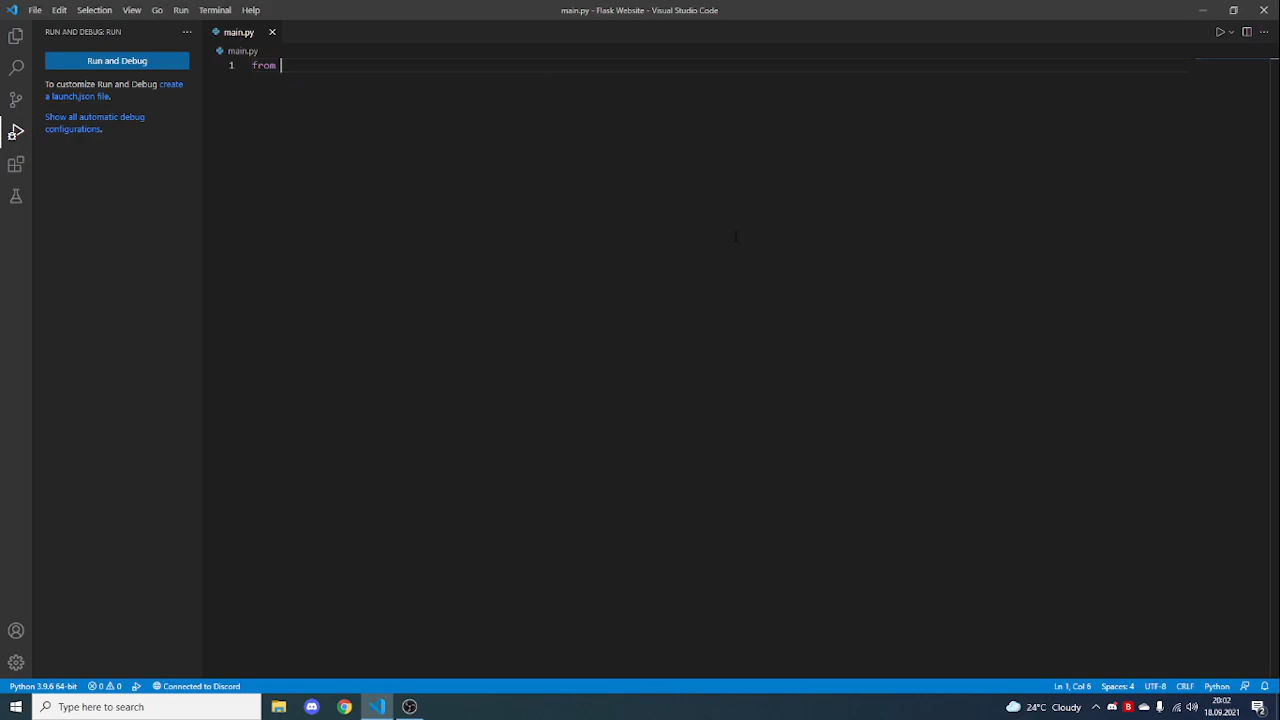 File Edit Selection View Go Run Terminal Help
main.py - Flask Website - Visual Studio Code
RUN AND DEBUG: RUN
main.py
main.py
Run and Debug
1 from
To customize Run and Debug create
a launch.json file.
Show all automatic debug
configurations.
Python 3.9.6 64-bit
0 0
Connected to Discord
Ln 1, Col 6
Spaces: 4
UTF-8
CRLF
Python
Type here to search
24°C Cloudy
20:02
18.09.2021
2